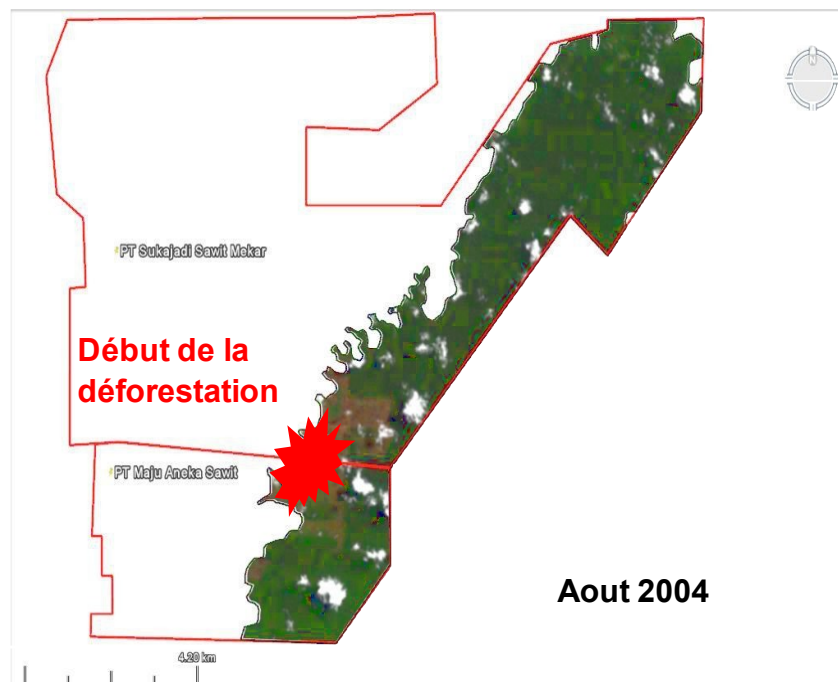 N
PT Sukajadi Sawit Mekar
Début de la
déforestation
PT Maju Aneka Sawit
Aout 2004
4.20 km